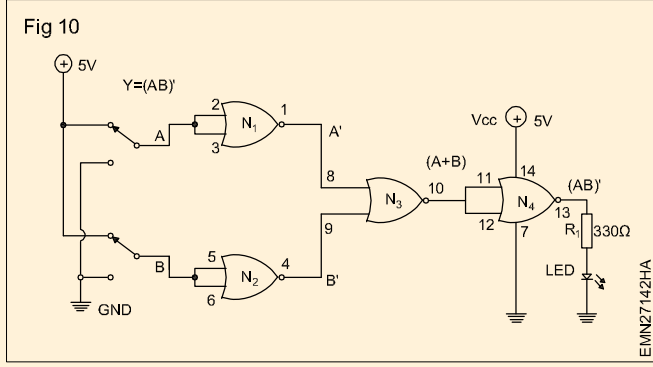 Fig 10
5V
Y=(AB)'
A
2
3
N1
1
A'
B
5
6
N2
4
B'
8
9
N3
10
(A+B)
Vcc
5V
14
11
12
N4
7
13
(AB)'
R1
330Ω
LED
GND
EMN27142HA